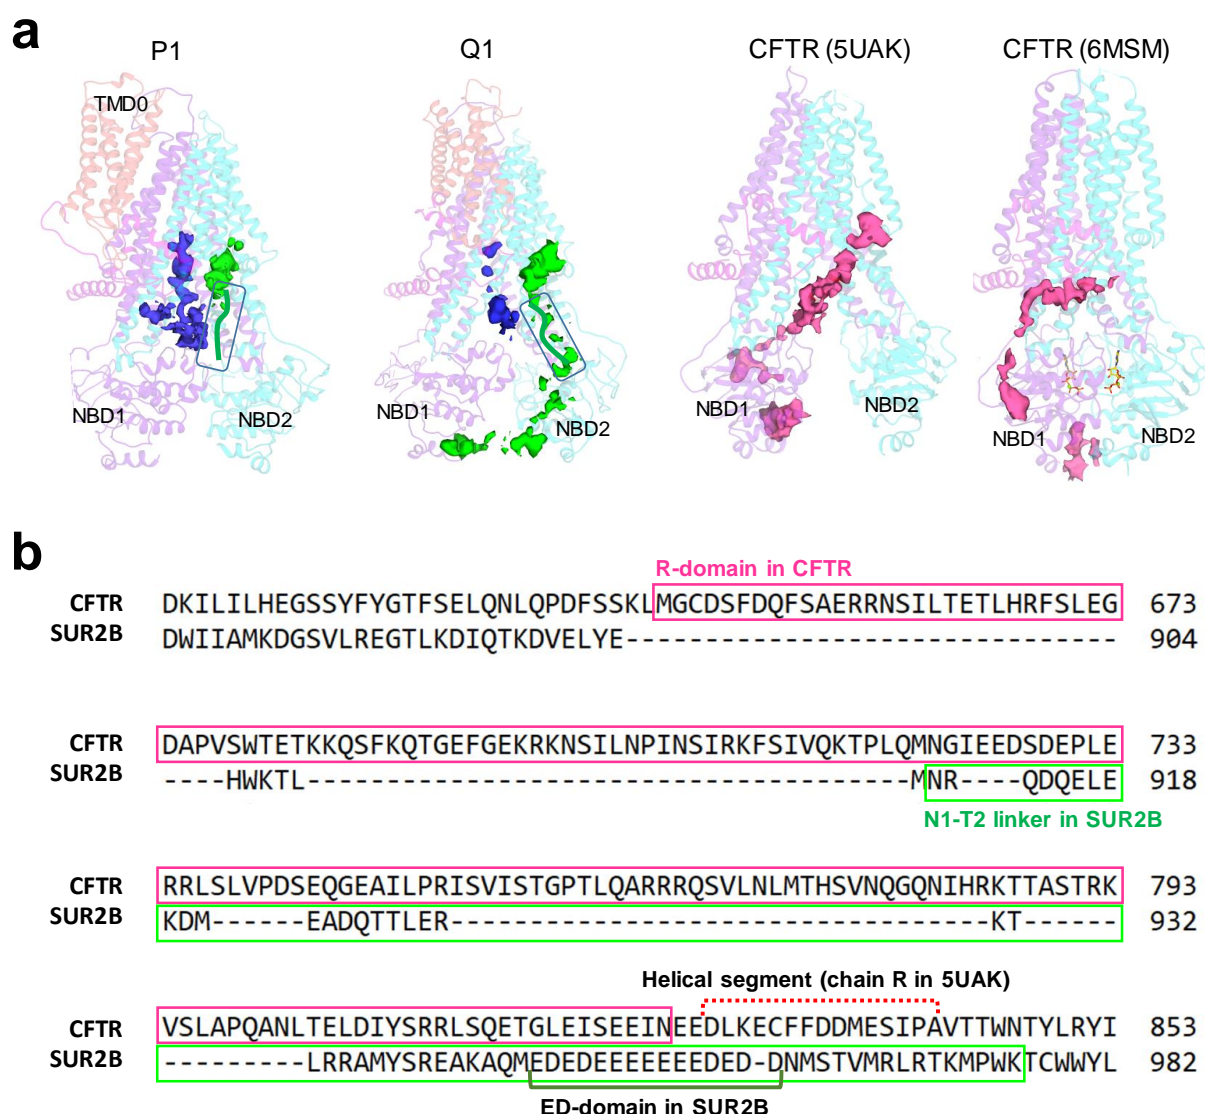 a
P1
Q1
CFTR (5UAK)
CFTR (6MSM)
TMD0
NBD1
NBD2
NBD1
NBD2
NBD1
NBD2
NBD1
NBD2
b
R-domain in CFTR
CFTR DKILILHEGSSYFYGTFSELQNLQPDFSSKLMGCDSFDQFSAERRNSILTETLHRFSLEG 673
SUR2B DWIIAMKDGSVLREGTLKDIQTKDVELYE------------------------------- 904
CFTR DAPVSWTETKKQSFKQTGEFGEKRKNSILNPINSIRKFSIVQKTPLQMNGIEEDSDEPLE 733
SUR2B ----HWKTL--------------------------------------MNR----QDQELE 918
N1-T2 linker in SUR2B
CFTR RRLSLVPDSEQGEAILPRISVISTGPTLQARRRQSVLNLMTHSVNQGQNIHRKTTASTRK 793
SUR2B KDM------EADQTTLER----------------------------------KT------ 932
Helical segment (chain R in 5UAK)
CFTR VSLAPQANLTELDIYSRRLSQETGLEISEEINEEDLKECFFDDMESIPAVTTWNTYLRYI 853
SUR2B ---------LRRAMYSREAKAQMEDEDEEEEEEEDED-DNMSTVMRLRTKMPWKTCWWYL 982
ED-domain in SUR2B